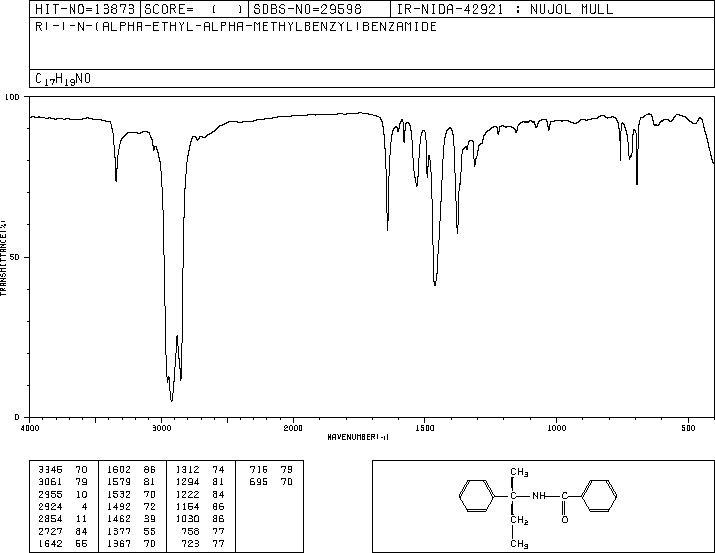 HIT-NO=13873 SCORE= ( ) SDBS-NO=29598 IR-NIDA-42921 : NUJOL MULL
R(-)-N-(ALPHA-ETHYL-ALPHA-METHYLBENZYL)BENZAMIDE
C17H19NO
100
50
0
TRANSMITTANCE(%)
4000 3000 2000 1500 1000 500
WAVENUMBER(-1)
3346 70 1602 86 1312 74 716 79
3061 79 1579 81 1294 81 695 70
2955 10 1532 70 1222 84
2924 4 1492 72 1154 86
2854 11 1462 39 1030 86
2727 84 1377 55 758 77
1642 55 1367 70 723 77
CH3
C NH C
O
CH2
CH3